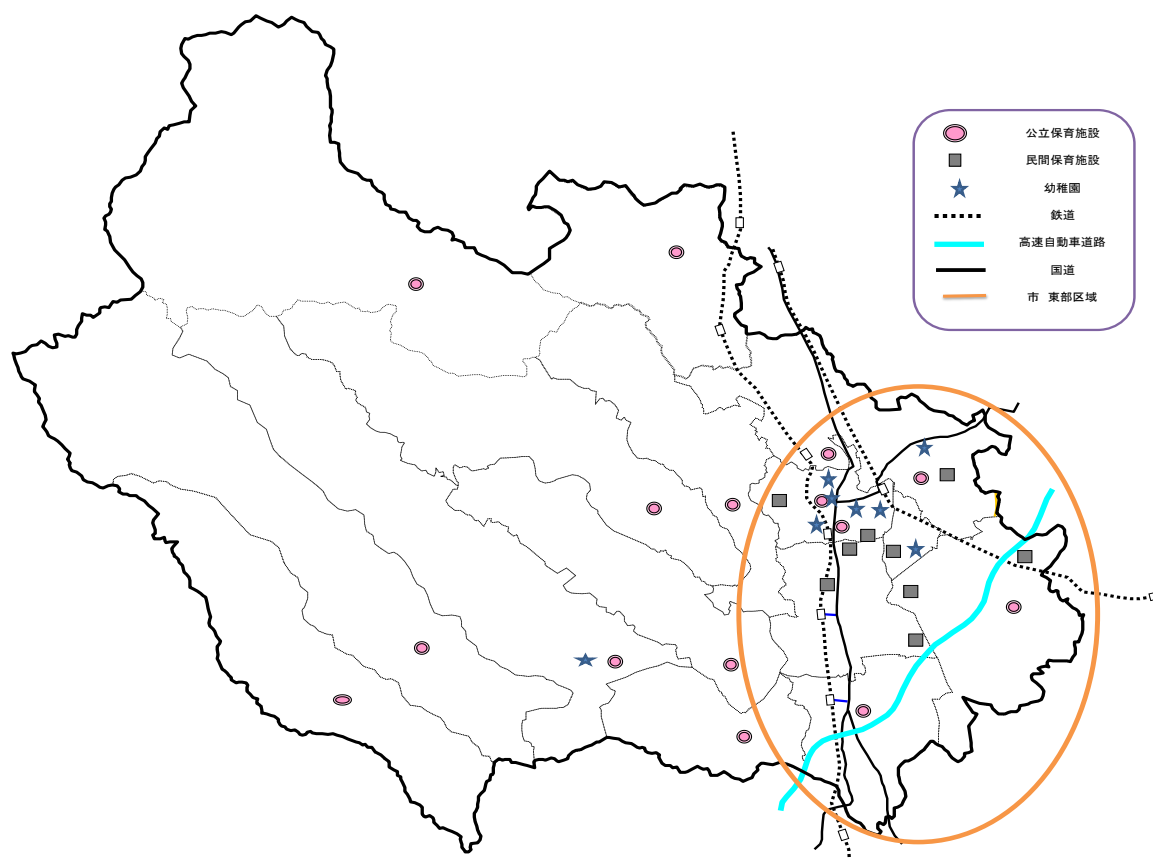 公立保育施設
民間保育施設
幼稚園
鉄道
高速自動車道路
国道
市 東部区域